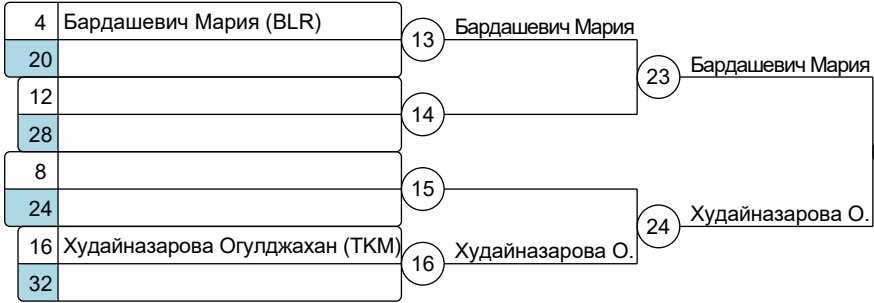 4 Бардашевич Мария (BLR)
20
13 Бардашевич Мария
12
28
14
23 Бардашевич Мария
8
24
15
16 Худайназарова Огулджахан (TKM)
32
16 Худайназарова О.
24 Худайназарова О.